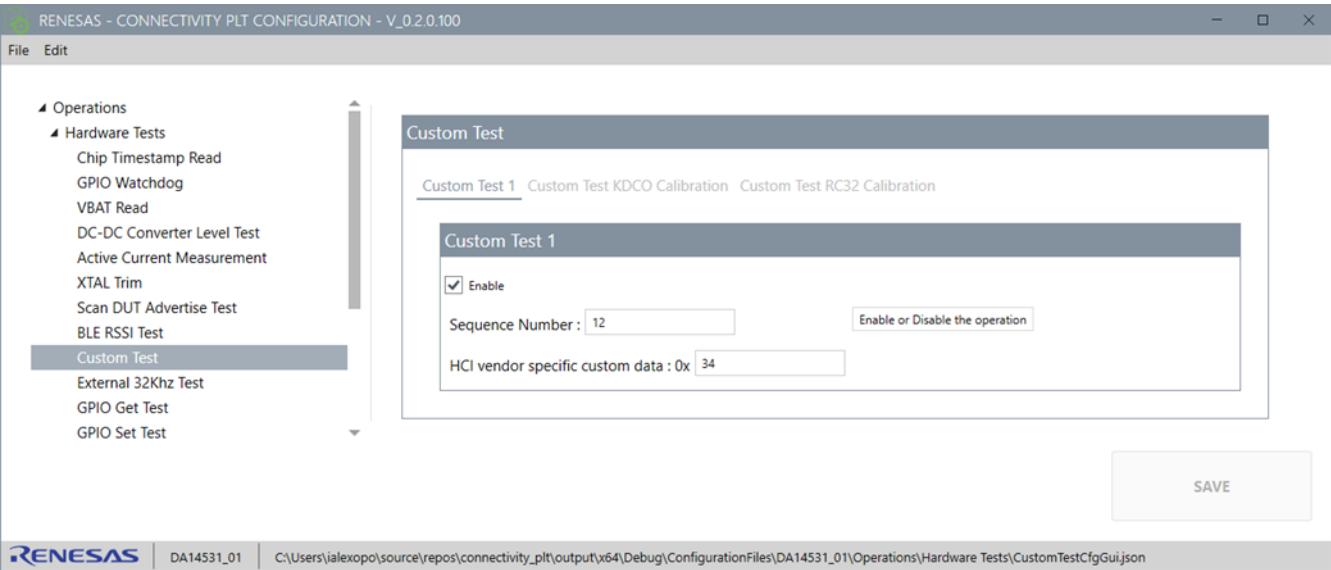 RENESAS - CONNECTIVITY PLT CONFIGURATION - V_0.2.0.100
File Edit
Operations
Hardware Tests
Chip Timestamp Read
GPIO Watchdog
VBAT Read
DC-DC Converter Level Test
Active Current Measurement
XTAL Trim
Scan DUT Advertise Test
BLE RSSI Test
Custom Test
External 32Khz Test
GPIO Get Test
GPIO Set Test
Custom Test
Custom Test 1 Custom Test KDCO Calibration Custom Test RC32 Calibration
Custom Test 1
Enable
Sequence Number : 12 Enable or Disable the operation
HCI vendor specific custom data : 0x 34
SAVE
RENESAS DA14531_01 C:\Users\ialexopo\source\repos\connectivity_plt\output\x64\Debug\ConfigurationFiles\DA14531_01\Operations\Hardware Tests\CustomTestCfgGui.json